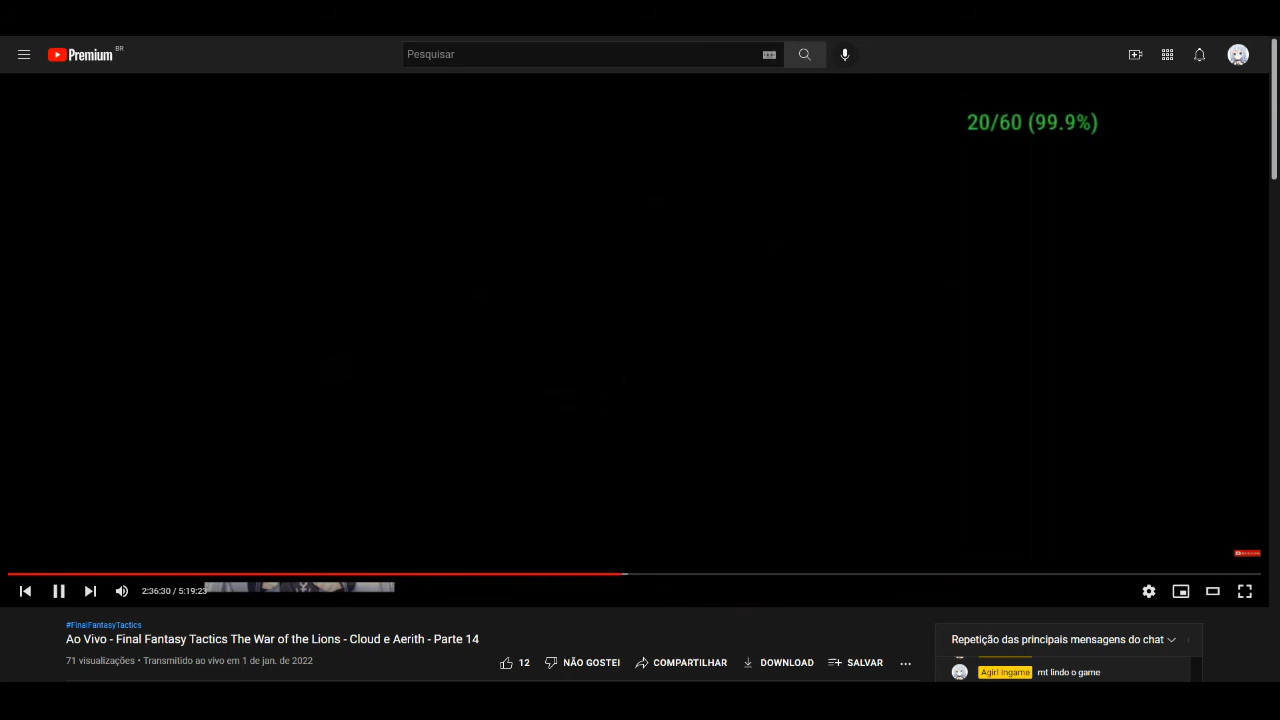 Premium BR
Pesquisar
20/60 (99.9%)
2:36:30 / 5:19:23
#FinalFantasyTactics
Ao Vivo - Final Fantasy Tactics The War of the Lions - Cloud e Aerith - Parte 14
71 visualizações • Transmitido ao vivo em 1 de jan. de 2022
12 NÃO GOSTEI COMPARTILHAR DOWNLOAD SALVAR
Repetição das principais mensagens do chat
Agirl Ingame mt lindo o game